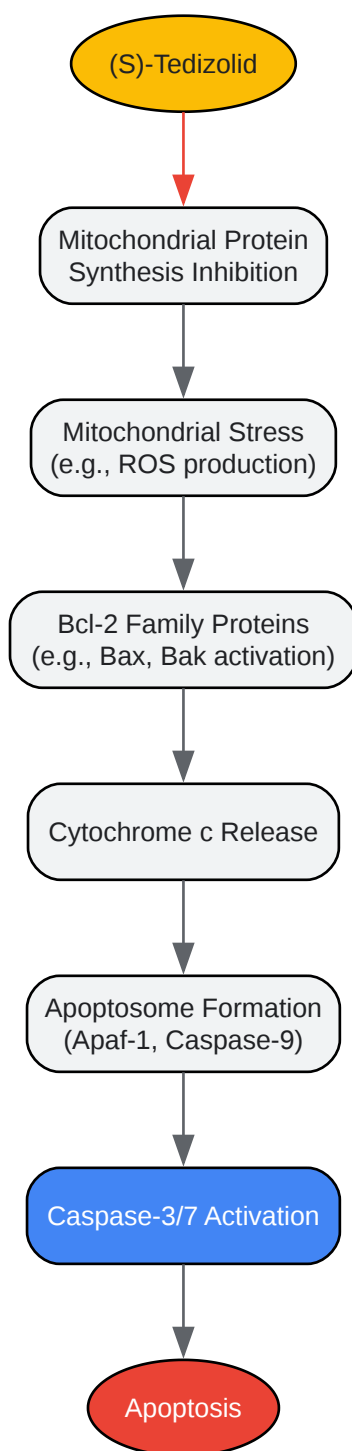 (S)-Tedizolid
Mitochondrial Protein
Synthesis Inhibition
Mitochondrial Stress
(e.g., ROS production)
Bcl-2 Family Proteins
(e.g., Bax, Bak activation)
Cytochrome c Release
Apoptosome Formation
(Apaf-1, Caspase-9)
Caspase-3/7 Activation
Apoptosis